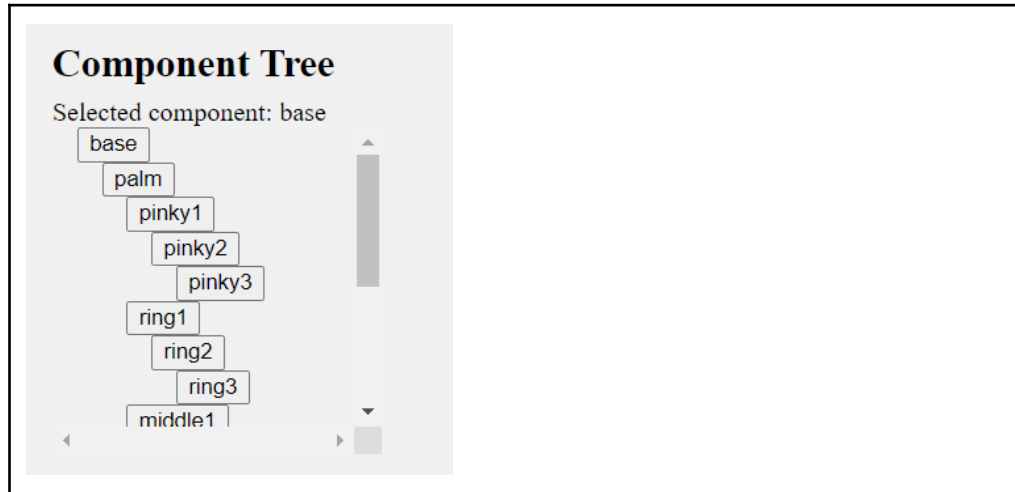 Component Tree
Selected component: base
base
palm
pinky1
pinky2
pinky3
ring1
ring2
ring3
middle1